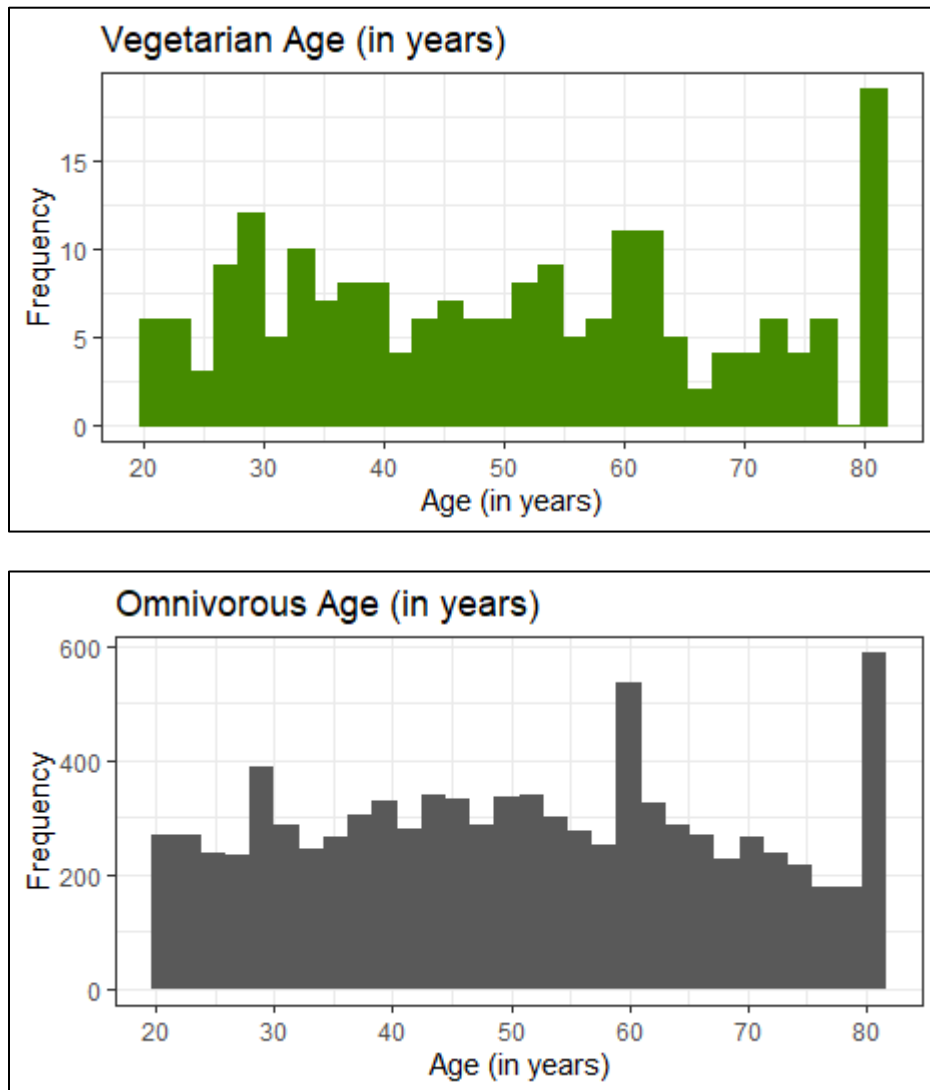 Vegetarian Age (in years)
15
10
5
0
Frequency
20 30 40 50 60 70 80
Age (in years)
Omnivorous Age (in years)
600
400
200
0
Frequency
20 30 40 50 60 70 80
Age (in years)